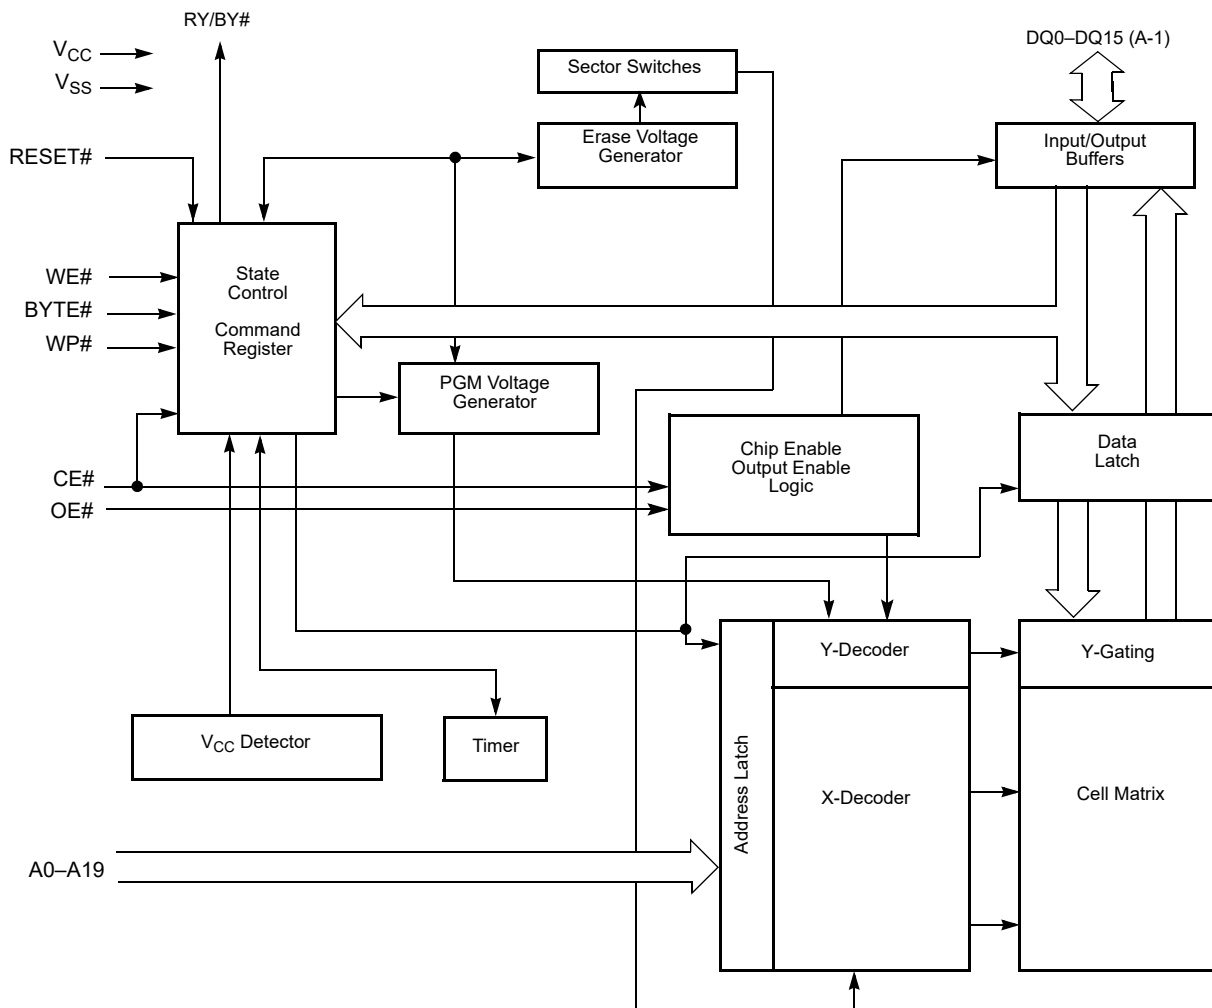 RY/BY#
VCC
VSS
DQ0–DQ15 (A-1)
Sector Switches
Erase Voltage
Generator
Input/Output
Buffers
RESET#
WE#
BYTE#
WP#
State
Control
Command
Register
PGM Voltage
Generator
Chip Enable
Output Enable
Logic
Data
Latch
CE#
OE#
Y-Decoder
Y-Gating
VCC Detector
Timer
Address Latch
X-Decoder
Cell Matrix
A0–A19